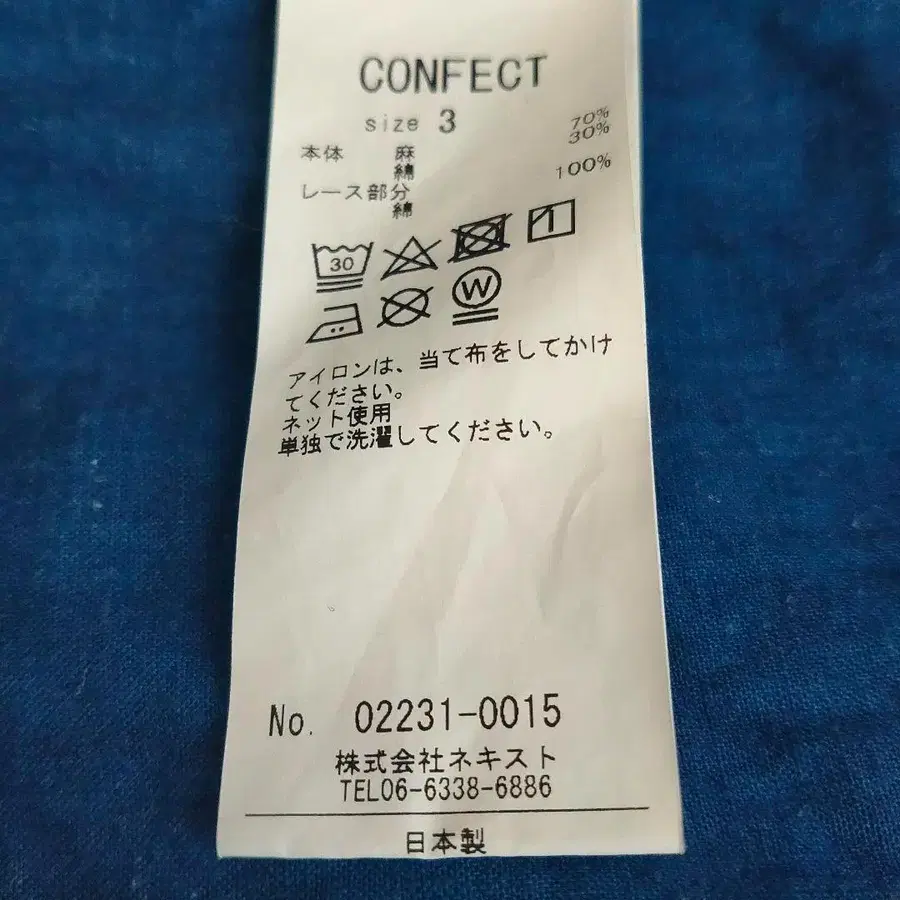 CONFECT
size 3
本体 麻 70%
綿 30%
レース部分
綿 100%
30
W
アイロンは、当て布をしてかけ
てください。
ネット使用
単独で洗濯してください。
No. 02231-0015
株式会社ネキスト
TEL06-6338-6886
日本製